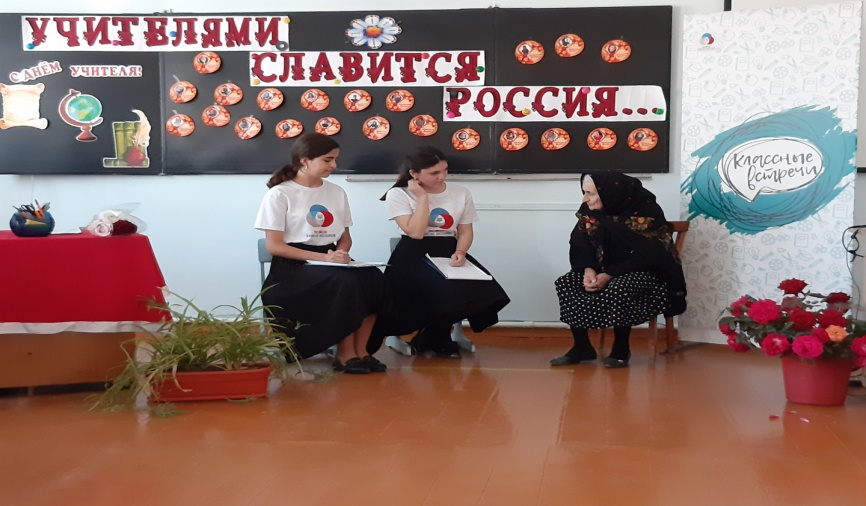 УЧИТЕЛЯМИ
СЛАВИТСЯ
РОССИЯ...
С ДНЁМ УЧИТЕЛЯ!
Классные
встречи